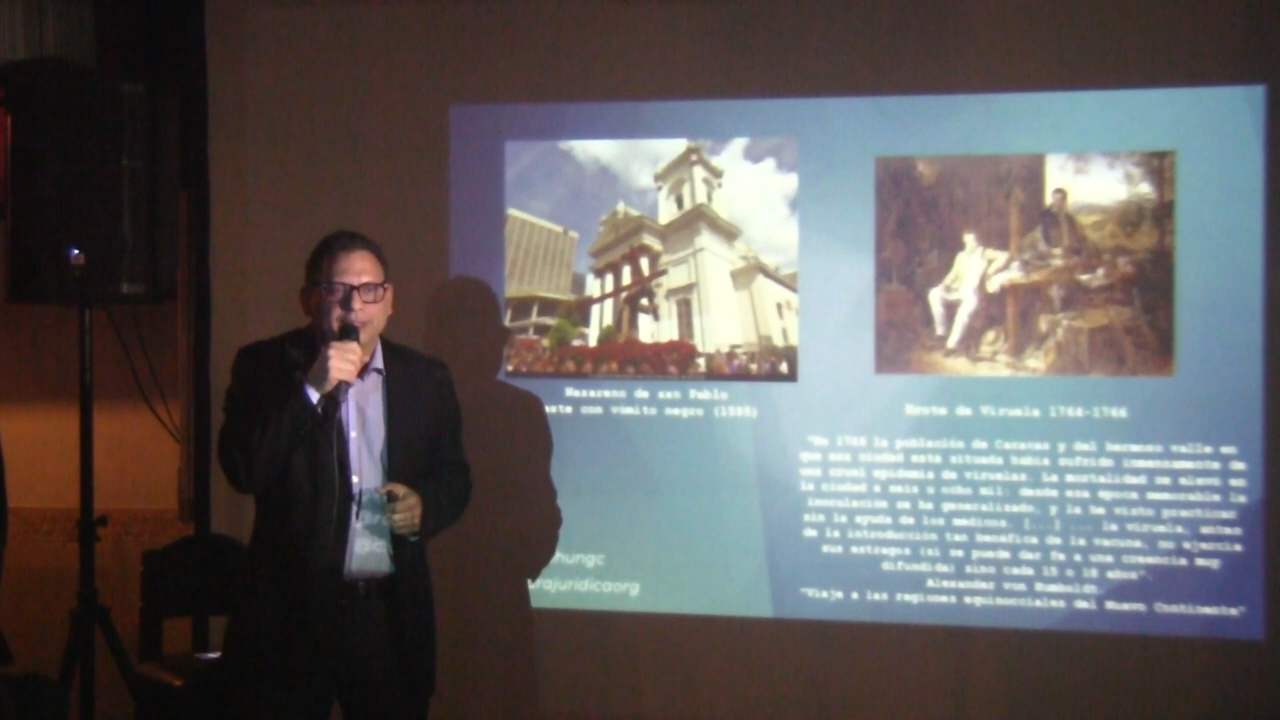 Nazareno de san Pablo
con vómito negro
Brote de Viruela 1764-1766
"En 1766 la población de Caracas y del hermoso valle en
que esa ciudad está situada había sufrido inmensamente de
una cruel epidemia de viruelas. La mortalidad se elevó en
la ciudad a seis u ocho mil: desde esa época memorable la
inoculación se ha generalizado, y la he visto practicar
sin la ayuda de los médicos. [...] ... la viruela, antes
de la introducción tan benéfica de la vacuna, no ejercía
sus estragos (si se puede dar fe a una creencia muy
difundida) sino cada 15 o 18 años".
Alexander von Humboldt.
"Viaje a las regiones equinocciales del Nuevo Continente"
hungc
rajuridicaorg